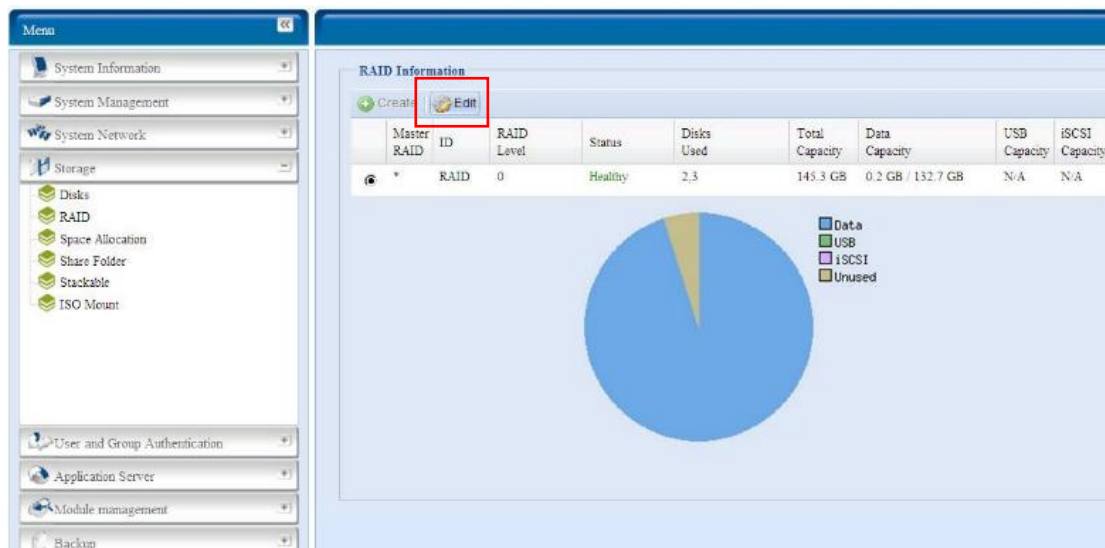 Menu
System Information
System Management
System Network
Storage
Disks
RAID
Space Allocation
Share Folder
Stackable
ISO Mount
User and Group Authentication
Application Server
Module management
Backup
RAID Information
Create Edit
Master RAID ID RAID Level Status Disks Used Total Capacity Data Capacity USB Capacity iSCSI Capacity
* RAID 0 Healthy 2,3 145.3 GB 0.2 GB / 132.7 GB N/A N/A
Data
USB
iSCSI
Unused